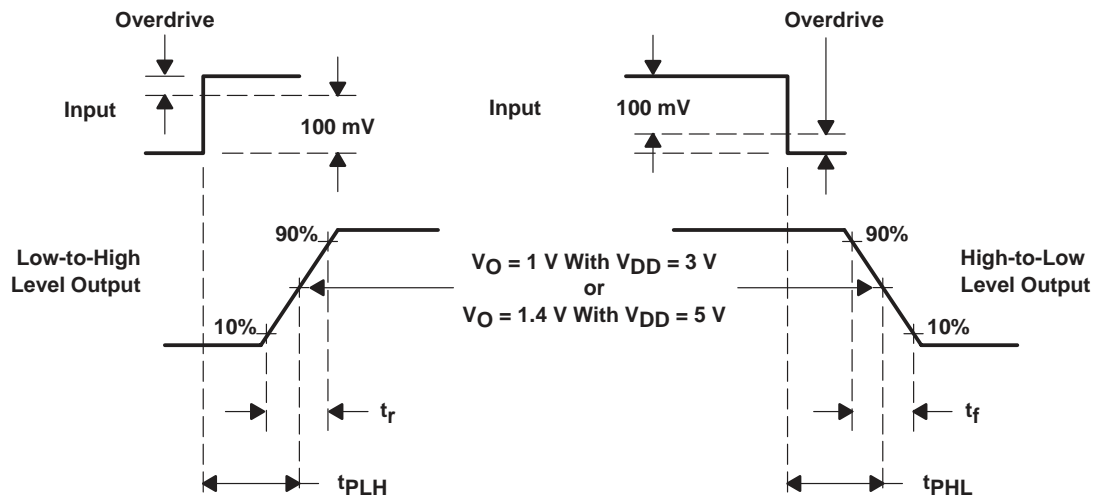 Overdrive
Overdrive
Input
100 mV
Input
100 mV
90%
90%
Low-to-High
Level Output
VO = 1 V With VDD = 3 V
or
VO = 1.4 V With VDD = 5 V
High-to-Low
Level Output
10%
10%
tr
tf
tPLH
tPHL